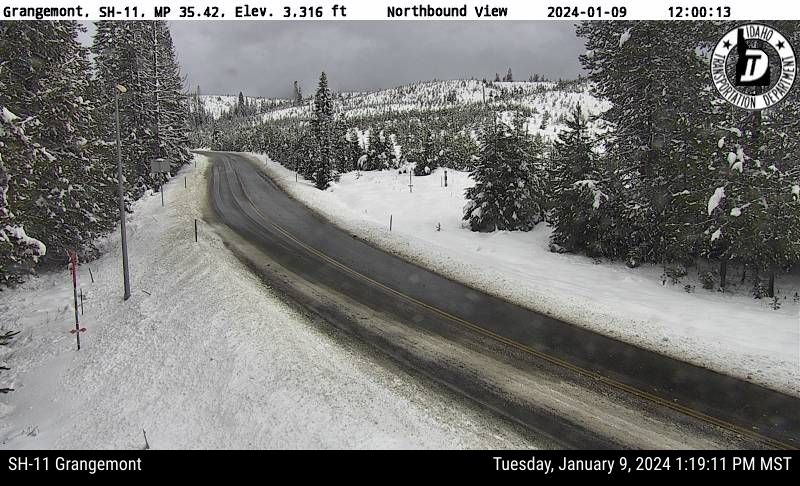 Grangemont, SH-11, MP 35.42, Elev. 3,316 ft Northbound View 2024-01-09 12:00:13
IDAHO
TRANSPORTATION DEPARTMENT
SH-11 Grangemont Tuesday, January 9, 2024 1:19:11 PM MST